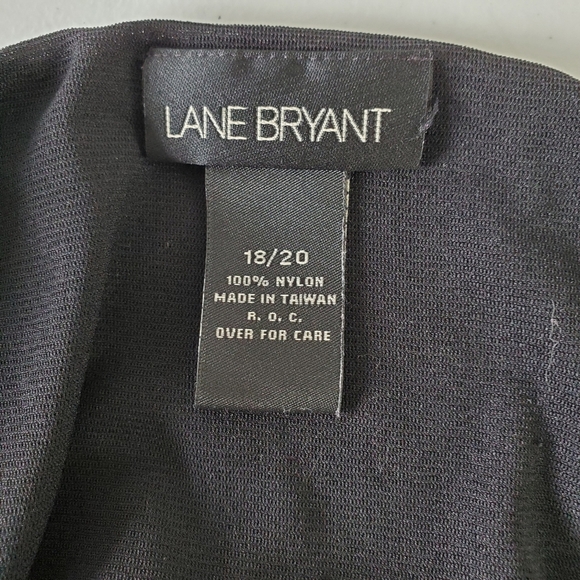 LANE BRYANT
18/20
100% NYLON
MADE IN TAIWAN
R. O. C.
OVER FOR CARE